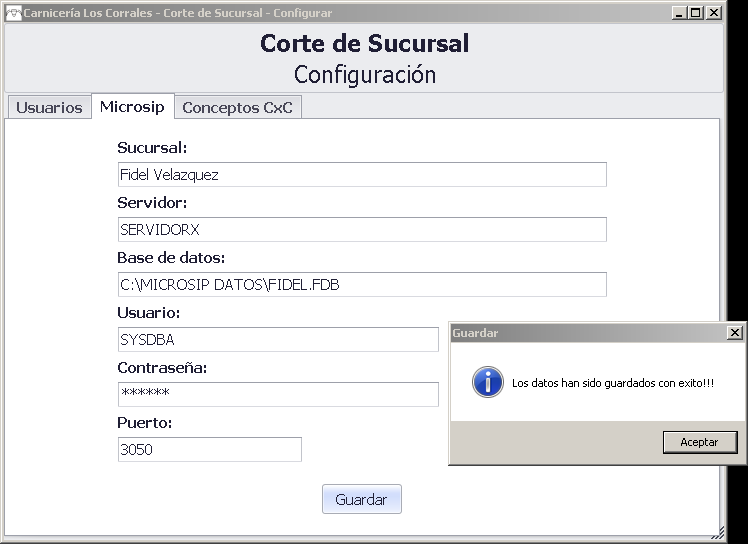 Carnicería Los Corrales - Corte de Sucursal - Configurar
Corte de Sucursal
Configuración
Usuarios Microsip Conceptos CxC
Sucursal:
Fidel Velazquez
Servidor:
SERVIDORX
Base de datos:
C:\MICROSIP DATOS\FIDEL.FDB
Usuario:
SYSDBA
Contraseña:
******
Puerto:
3050
Guardar
Guardar
Los datos han sido guardados con exito!!!
Aceptar